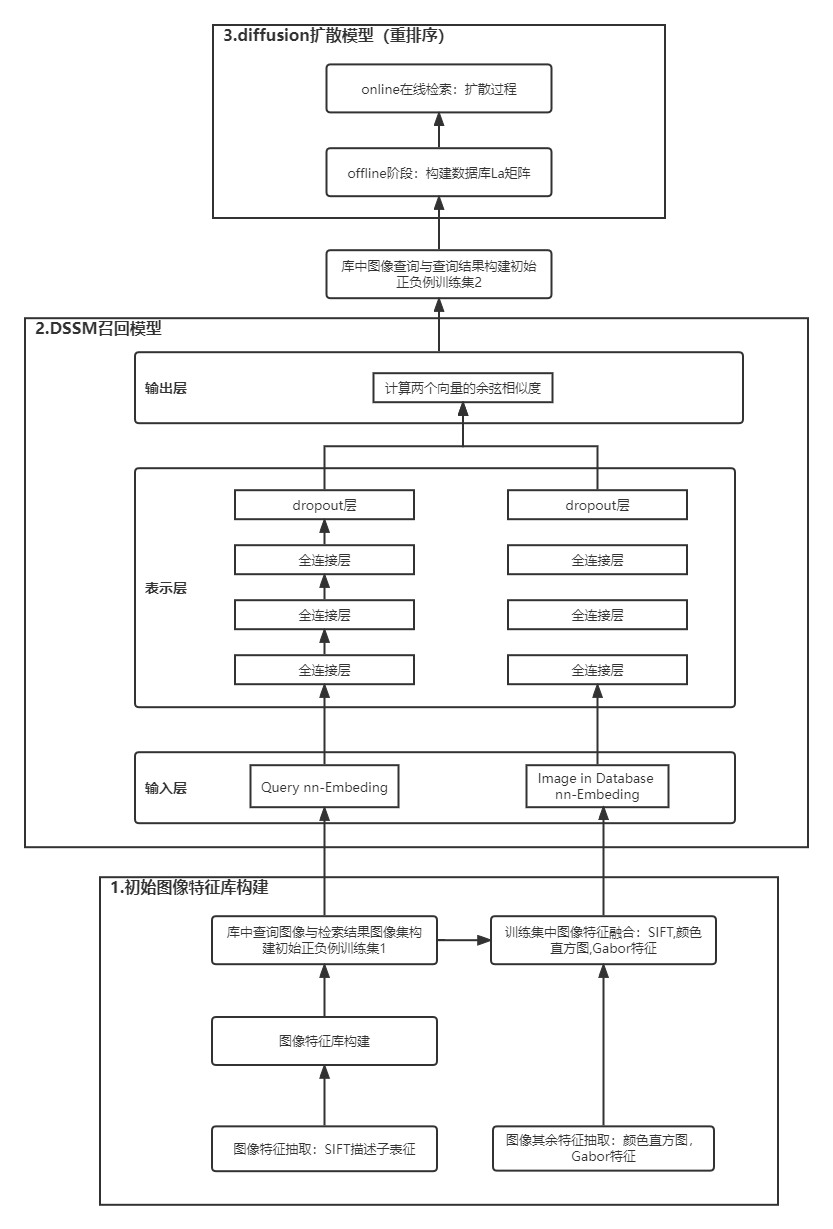 3.diffusion扩散模型（重排序）
online在线检索：扩散过程
offline阶段：构建数据库La矩阵
库中图像查询与查询结果构建初始
正负例训练集2
2.DSSM召回模型
输出层
计算两个向量的余弦相似度
dropout层
dropout层
全连接层
全连接层
表示层
全连接层
全连接层
全连接层
全连接层
输入层
Query nn-Embeding
Image in Database
nn-Embeding
1.初始图像特征库构建
库中查询图像与检索结果图像集构
建初始正负例训练集1
训练集中图像特征融合：SIFT,颜色
直方图,Gabor特征
图像特征库构建
图像特征抽取：SIFT描述子表征
图像其余特征抽取：颜色直方图，
Gabor特征